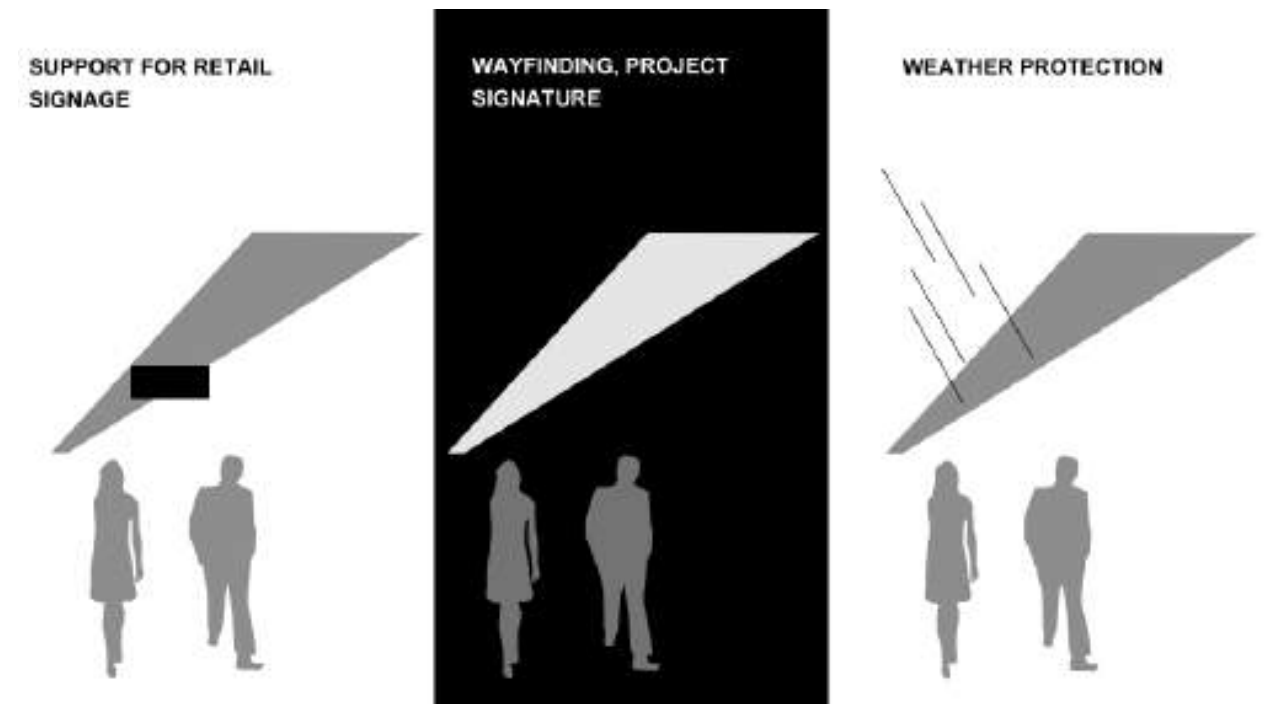 SUPPORT FOR RETAIL
SIGNAGE
WAYFINDING, PROJECT
SIGNATURE
WEATHER PROTECTION